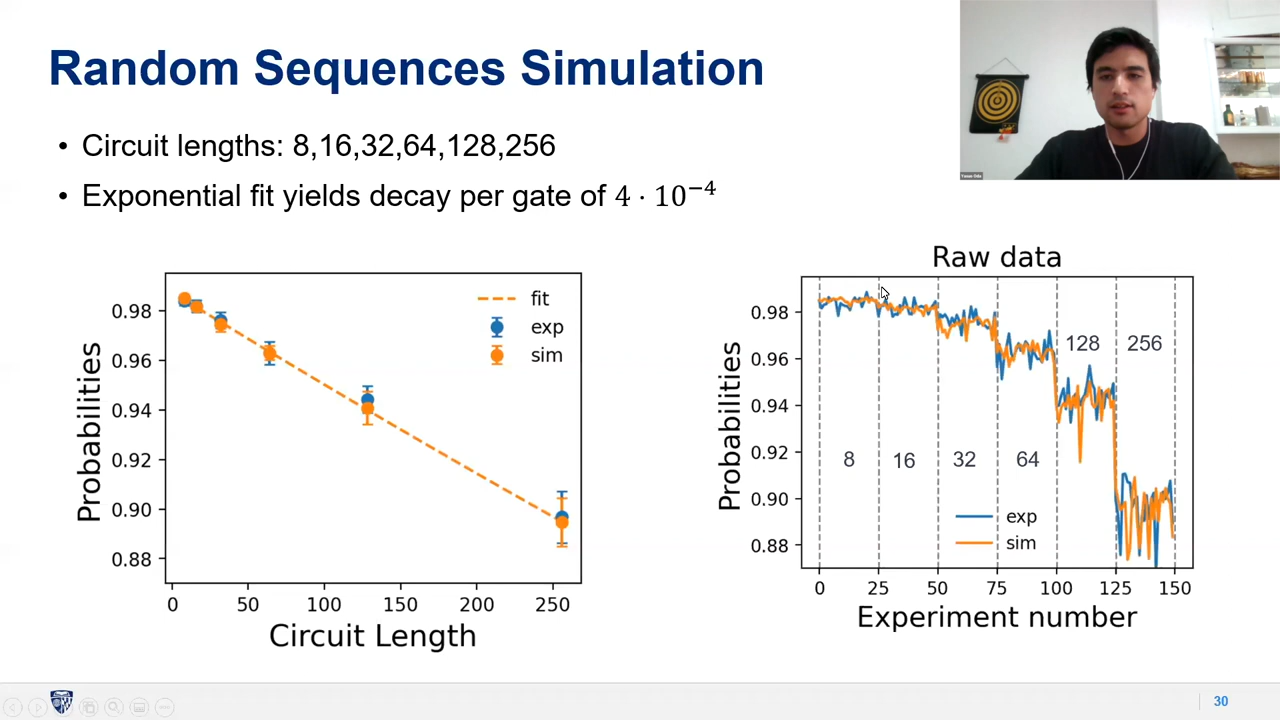 Random Sequences Simulation
• Circuit lengths: 8,16,32,64,128,256
• Exponential fit yields decay per gate of 4 · 10⁻⁴
fit
exp
sim
0.98
0.96
0.94
0.92
0.90
0.88
Probabilities
0 50 100 150 200 250
Circuit Length
Raw data
0.98
0.96
0.94
0.92
0.90
0.88
Probabilities
128 256
8 16 32 64
exp
sim
0 25 50 75 100 125 150
Experiment number
30